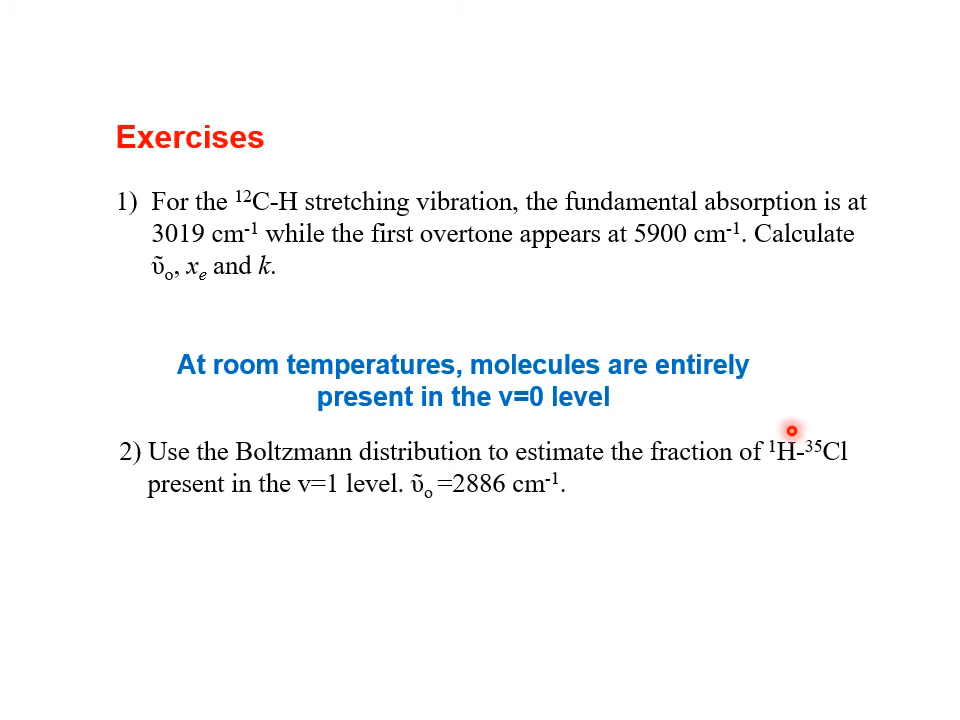 Exercises
1) For the ¹²C-H stretching vibration, the fundamental absorption is at
3019 cm⁻¹ while the first overtone appears at 5900 cm⁻¹. Calculate
ῦₒ, xₑ and k.
At room temperatures, molecules are entirely
present in the v=0 level
2) Use the Boltzmann distribution to estimate the fraction of ¹H-³⁵Cl
present in the v=1 level. ῦₒ =2886 cm⁻¹.